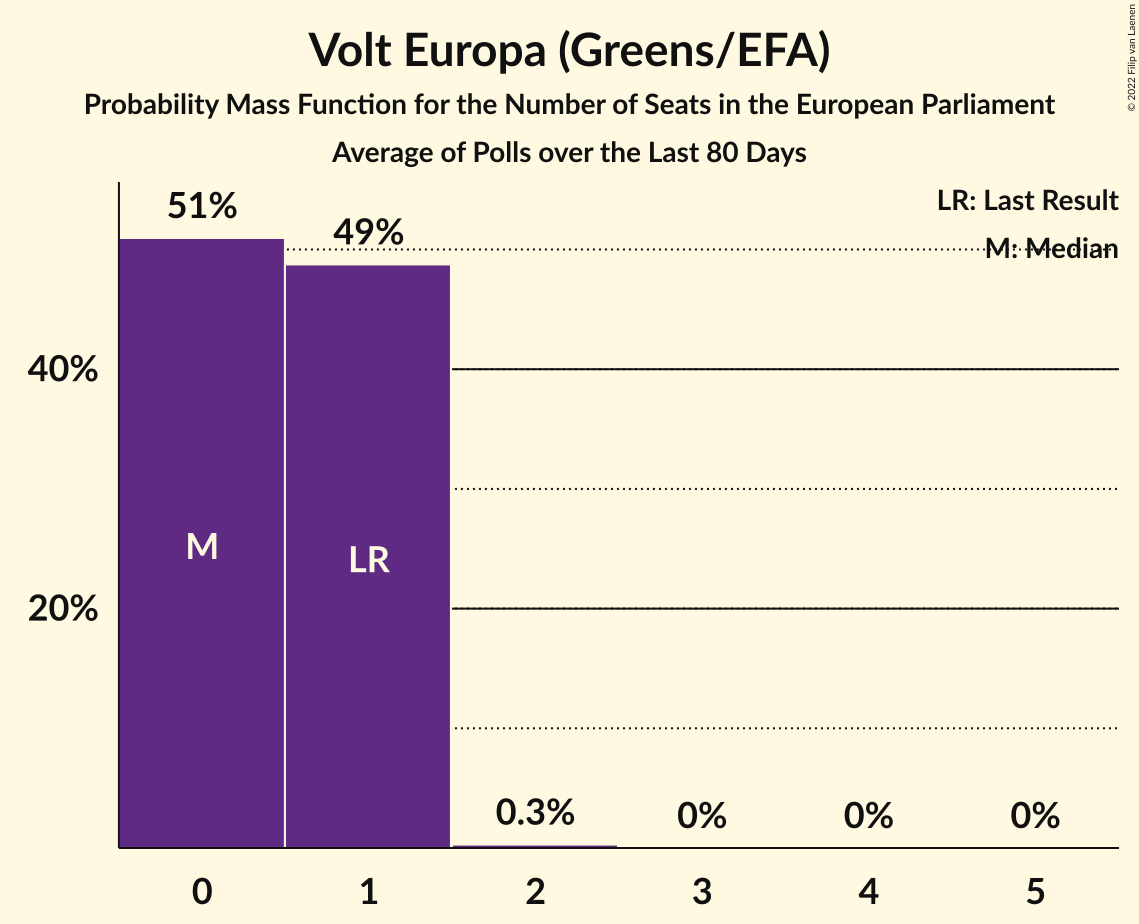 Volt Europa (Greens/EFA)
Probability Mass Function for the Number of Seats in the European Parliament
Average of Polls over the Last 80 Days
© 2022 Filip van Laenen
LR: Last Result
M: Median
51%
49%
40%
20%
M
LR
0.3%
0%
0%
0%
0
1
2
3
4
5